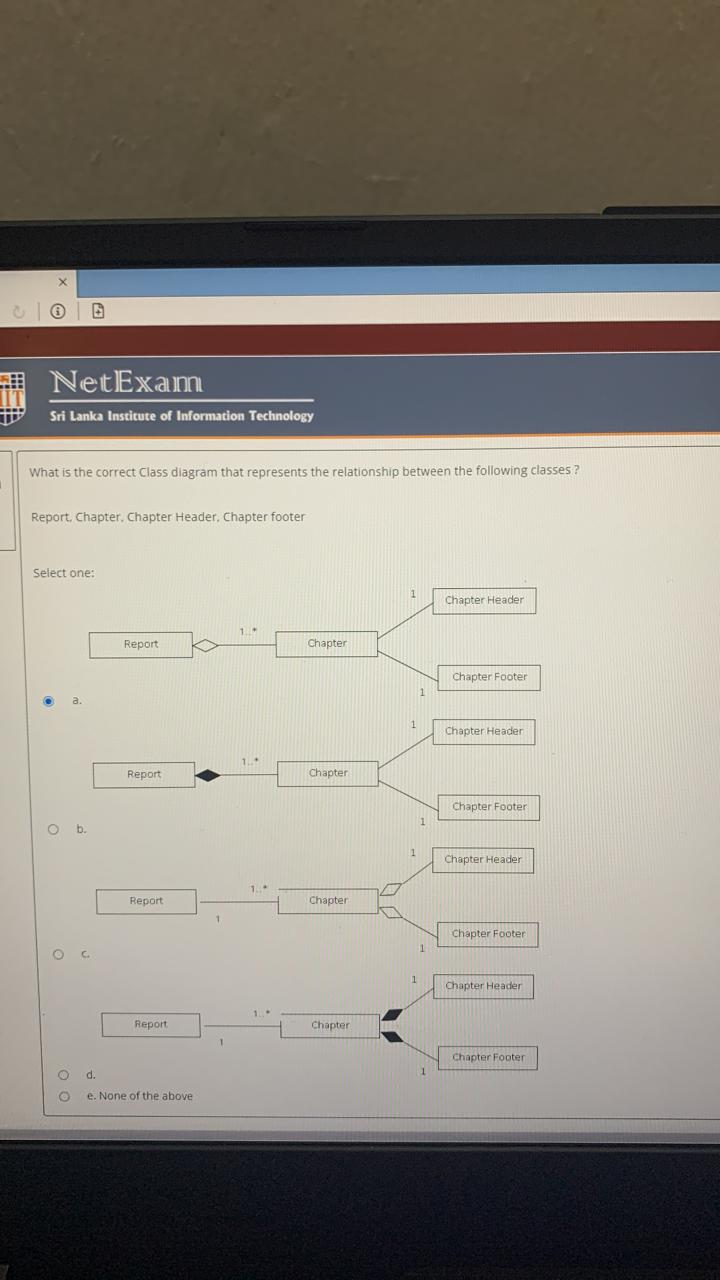 NetExam
Sri Lanka Institute of Information Technology
What is the correct Class diagram that represents the relationship between the following classes ?
Report, Chapter, Chapter Header, Chapter footer
Select one:
1 Chapter Header
Report 1..* Chapter
Chapter Footer
1
a.
1 Chapter Header
Report 1..* Chapter
Chapter Footer
1
b.
1 Chapter Header
Report 1 1..* Chapter
Chapter Footer
1
c.
1 Chapter Header
Report 1 1..* Chapter
Chapter Footer
1
d.
e. None of the above